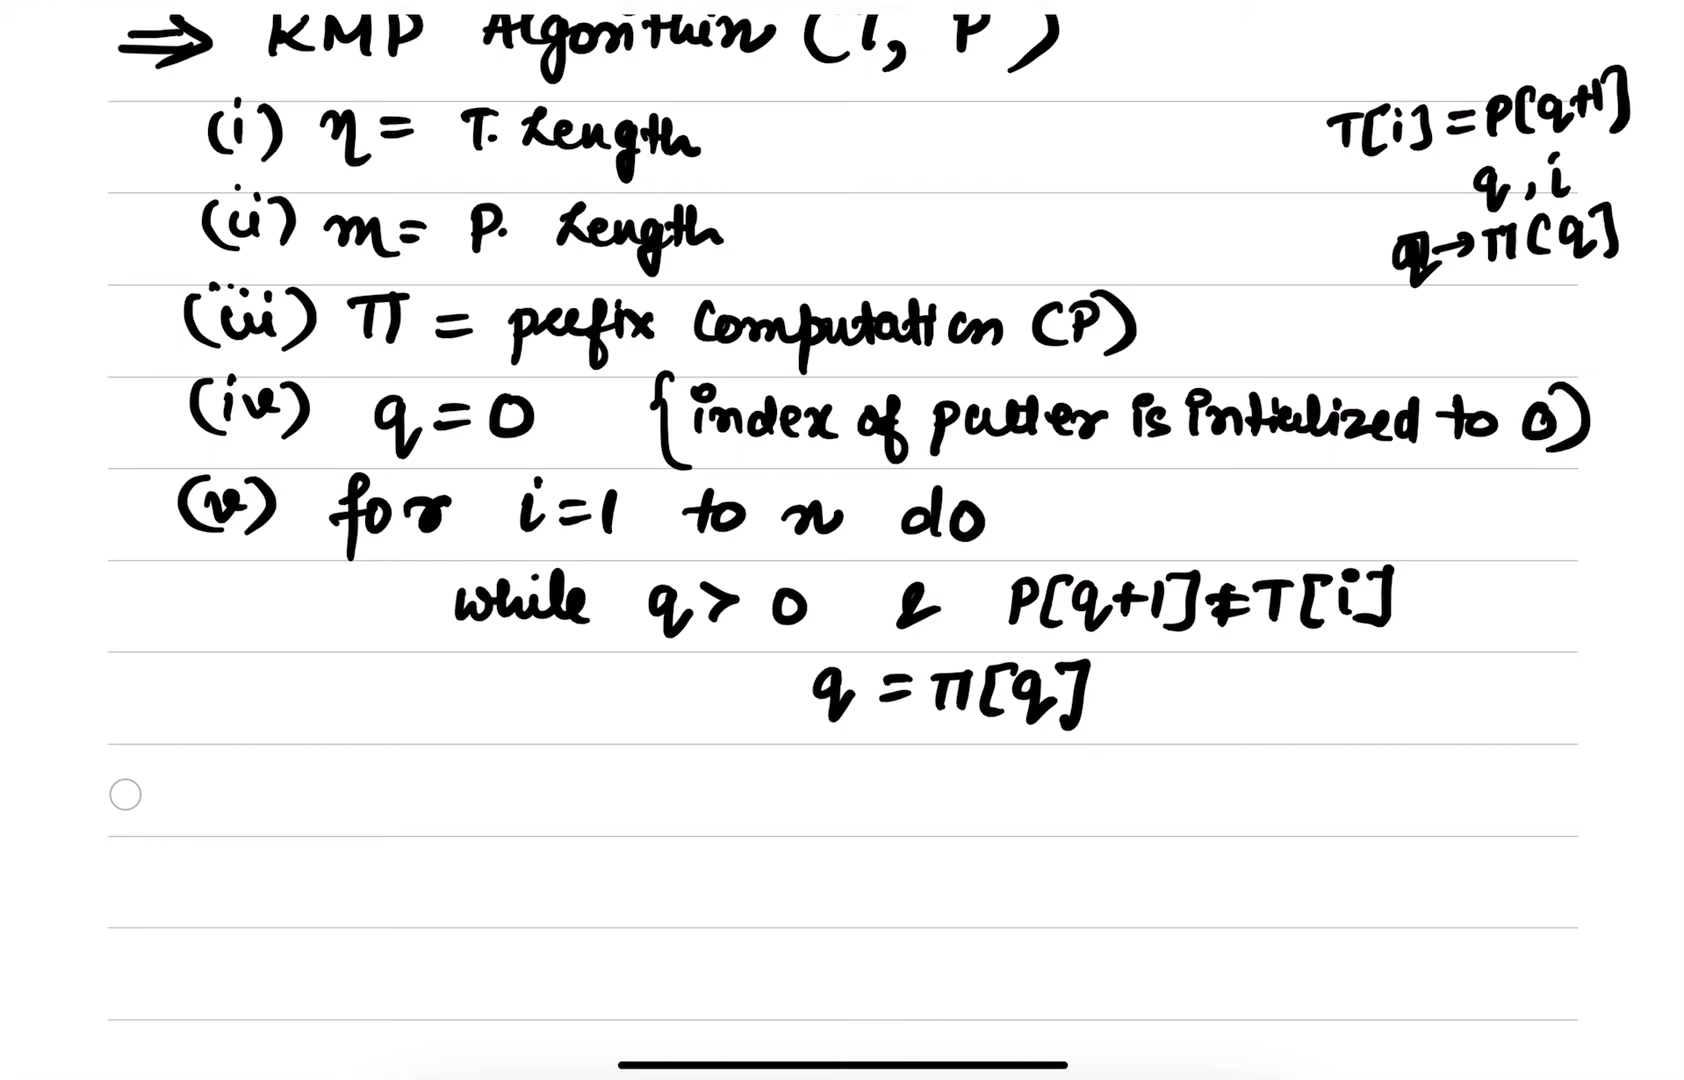 ⇒ KMP Algorithm (T, P)
(i) n = T. Length
(ii) m = P. Length
(iii) π = prefix computation (P)
(iv) q = 0 {index of patter is intialized to 0)
(v) for i=1 to n do
while q > 0 & P[q+1] ≠ T[i]
q = π[q]
T[i] = P[q+1]
q, i
q → π[q]